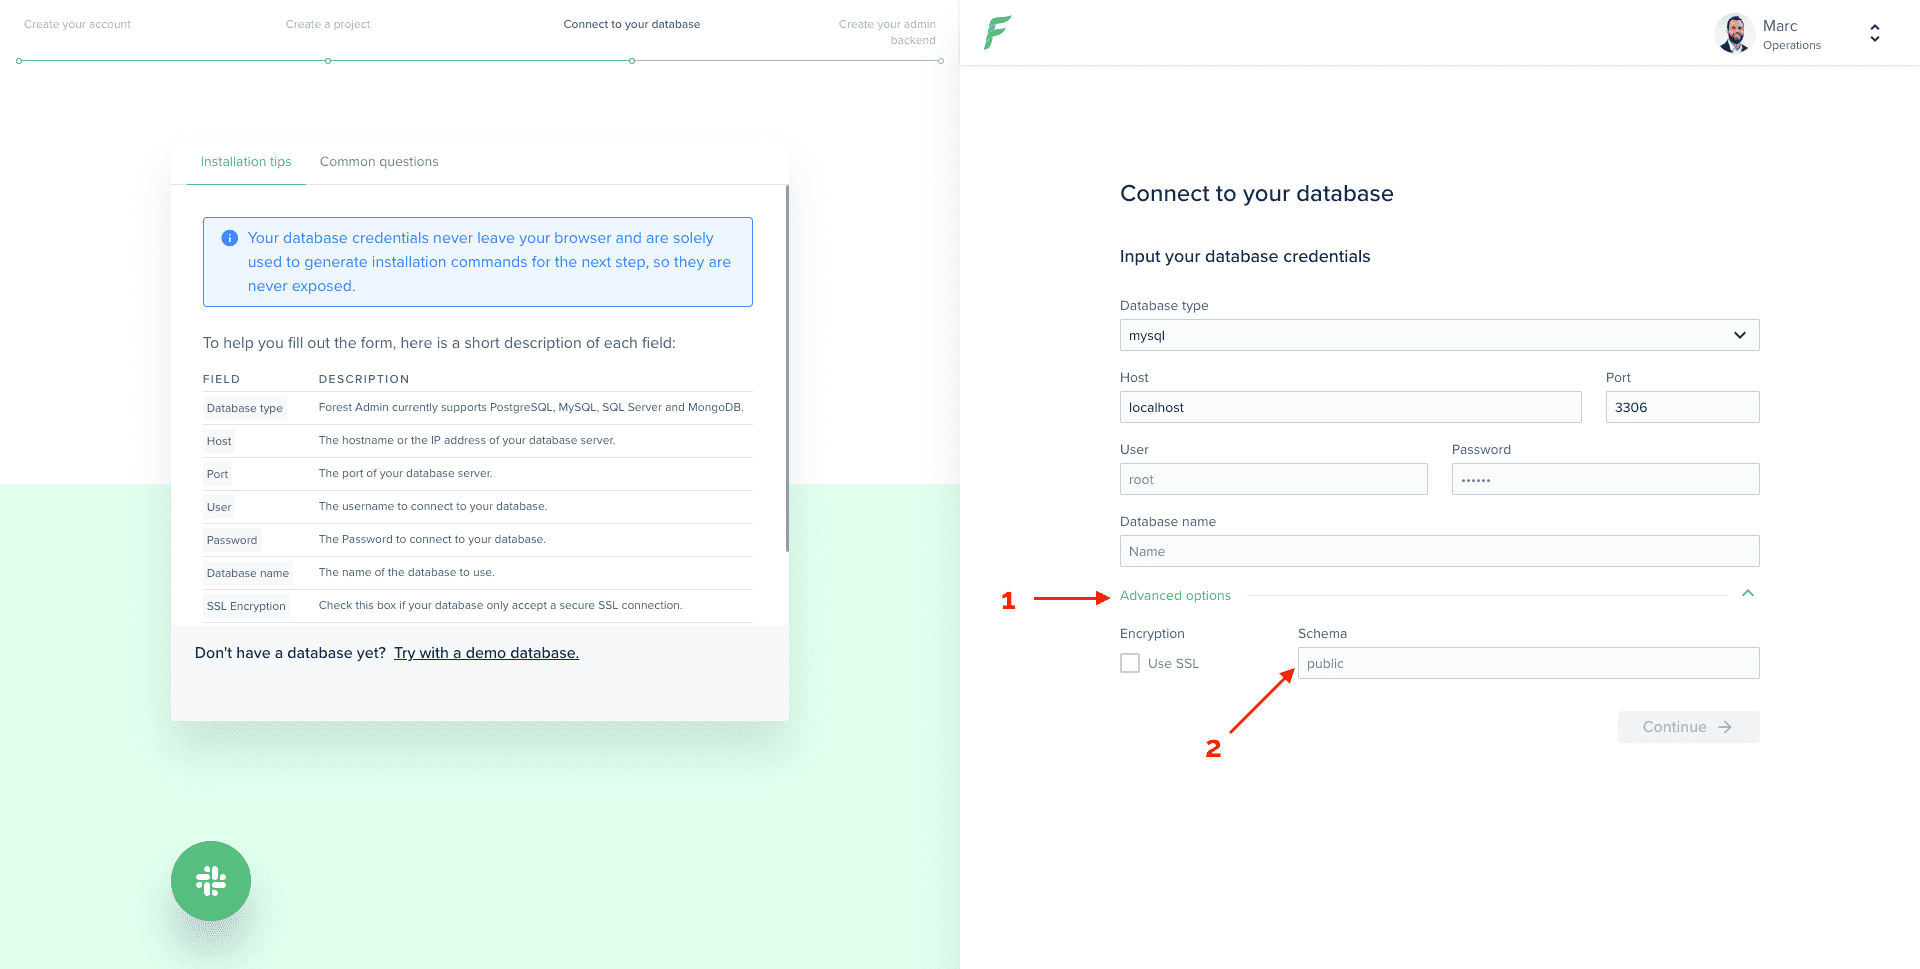 Create your account
Create a project
Connect to your database
Create your admin
backend
Installation tips
Common questions
Your database credentials never leave your browser and are solely
used to generate installation commands for the next step, so they are
never exposed.
To help you fill out the form, here is a short description of each field:
FIELD DESCRIPTION
Database type Forest Admin currently supports PostgreSQL, MySQL, SQL Server and MongoDB.
Host The hostname or the IP address of your database server.
Port The port of your database server.
User The username to connect to your database.
Password The Password to connect to your database.
Database name The name of the database to use.
SSL Encryption Check this box if your database only accept a secure SSL connection.
Don't have a database yet? Try with a demo database.
Marc
Operations
Connect to your database
Input your database credentials
Database type
mysql
Host Port
localhost 3306
User Password
root ••••••
Database name
Name
1 Advanced options
Encryption Schema
Use SSL public
Continue
2